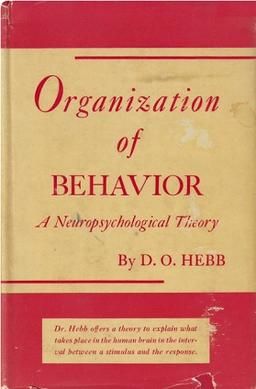 Organization
of
BEHAVIOR
A Neuropsychological Theory
By D. O. HEBB
Dr. Hebb offers a theory to explain what
takes place in the human brain in the inter-
val between a stimulus and the response.